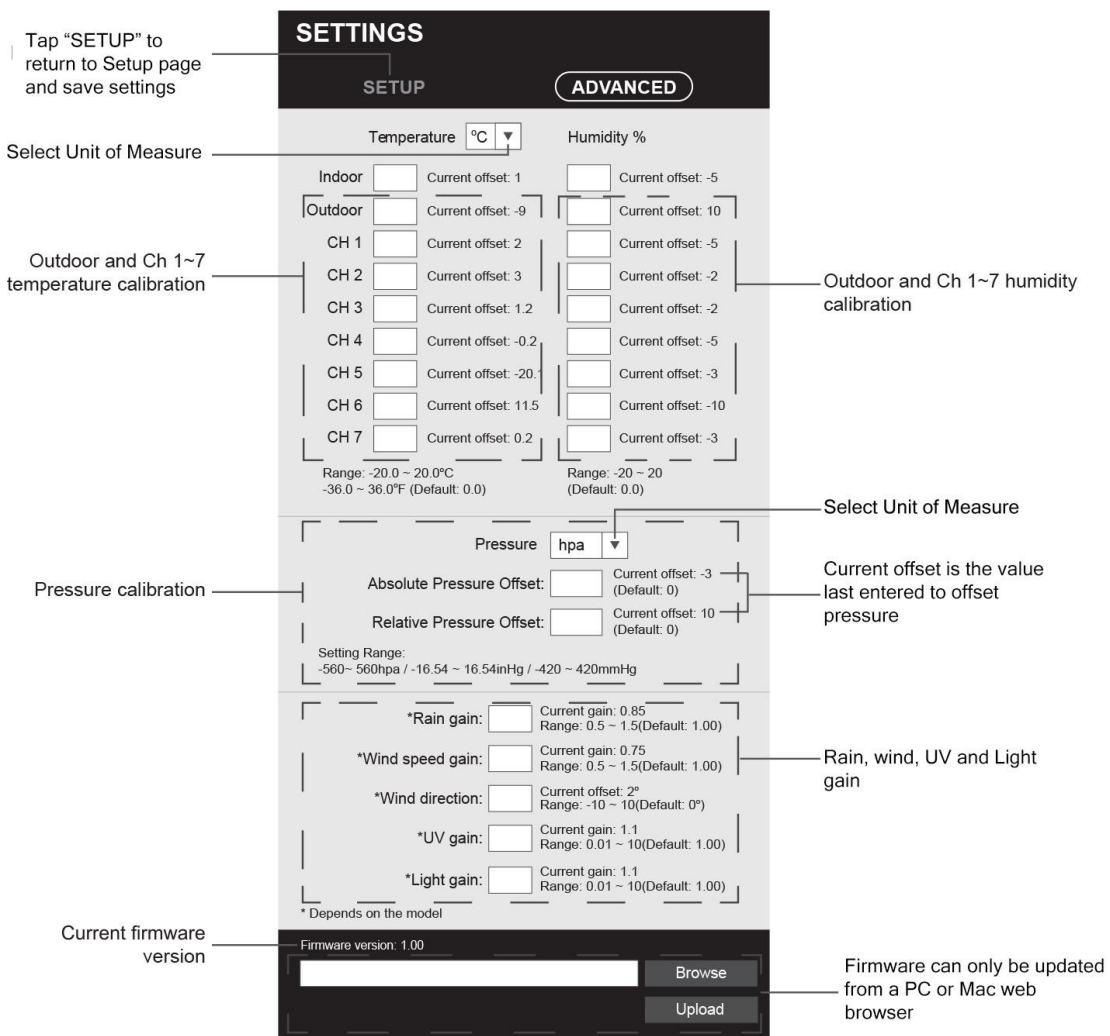 SETTINGS
Tap “SETUP” to
return to Setup page
and save settings
SETUP
ADVANCED
Temperature ºC ▼ Humidity %
Select Unit of Measure
Indoor Current offset: 1 Current offset: -5
Outdoor Current offset: -9 Current offset: 10
CH 1 Current offset: 2 Current offset: -5
Outdoor and Ch 1~7
temperature calibration
CH 2 Current offset: 3 Current offset: -2
Outdoor and Ch 1~7 humidity
calibration
CH 3 Current offset: 1.2 Current offset: -2
CH 4 Current offset: -0.2 Current offset: -5
CH 5 Current offset: -20.1 Current offset: -3
CH 6 Current offset: 11.5 Current offset: -10
CH 7 Current offset: 0.2 Current offset: -3
Range: -20.0 ~ 20.0ºC
-36.0 ~ 36.0ºF (Default: 0.0)
Range: -20 ~ 20
(Default: 0.0)
Select Unit of Measure
Pressure hpa ▼
Pressure calibration
Absolute Pressure Offset: Current offset: -3
(Default: 0)
Relative Pressure Offset: Current offset: 10
(Default: 0)
Current offset is the value
last entered to offset
pressure
Setting Range:
-560~ 560hpa / -16.54 ~ 16.54inHg / -420 ~ 420mmHg
*Rain gain: Current gain: 0.85
Range: 0.5 ~ 1.5(Default: 1.00)
*Wind speed gain: Current gain: 0.75
Range: 0.5 ~ 1.5(Default: 1.00)
Rain, wind, UV and Light
gain
*Wind direction: Current offset: 2º
Range: -10 ~ 10(Default: 0º)
*UV gain: Current gain: 1.1
Range: 0.01 ~ 10(Default: 1.00)
*Light gain: Current gain: 1.1
Range: 0.01 ~ 10(Default: 1.00)
* Depends on the model
Current firmware
version
Firmware version: 1.00
Browse
Upload
Firmware can only be updated
from a PC or Mac web
browser